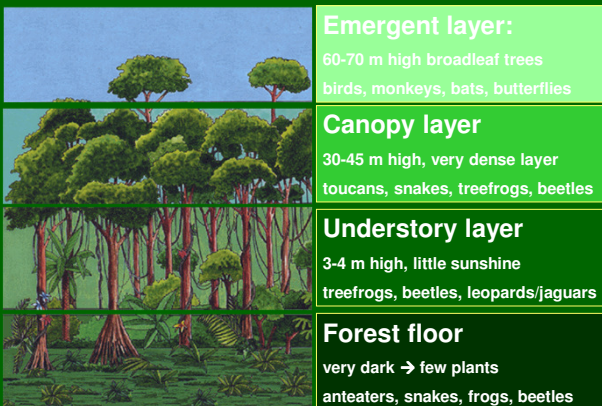 Emergent layer:
60-70 m high broadleaf trees
birds, monkeys, bats, butterflies
Canopy layer
30-45 m high, very dense layer
toucans, snakes, treefrogs, beetles
Understory layer
3-4 m high, little sunshine
treefrogs, beetles, leopards/jaguars
Forest floor
very dark → few plants
anteaters, snakes, frogs, beetles